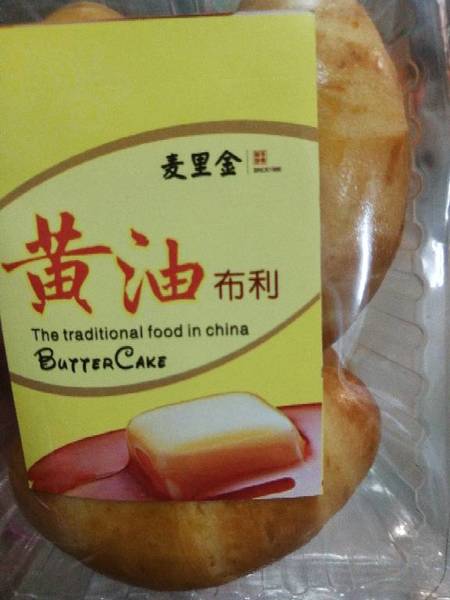 麦里金
黄油布利
The traditional food in china
BUTTERCAKE